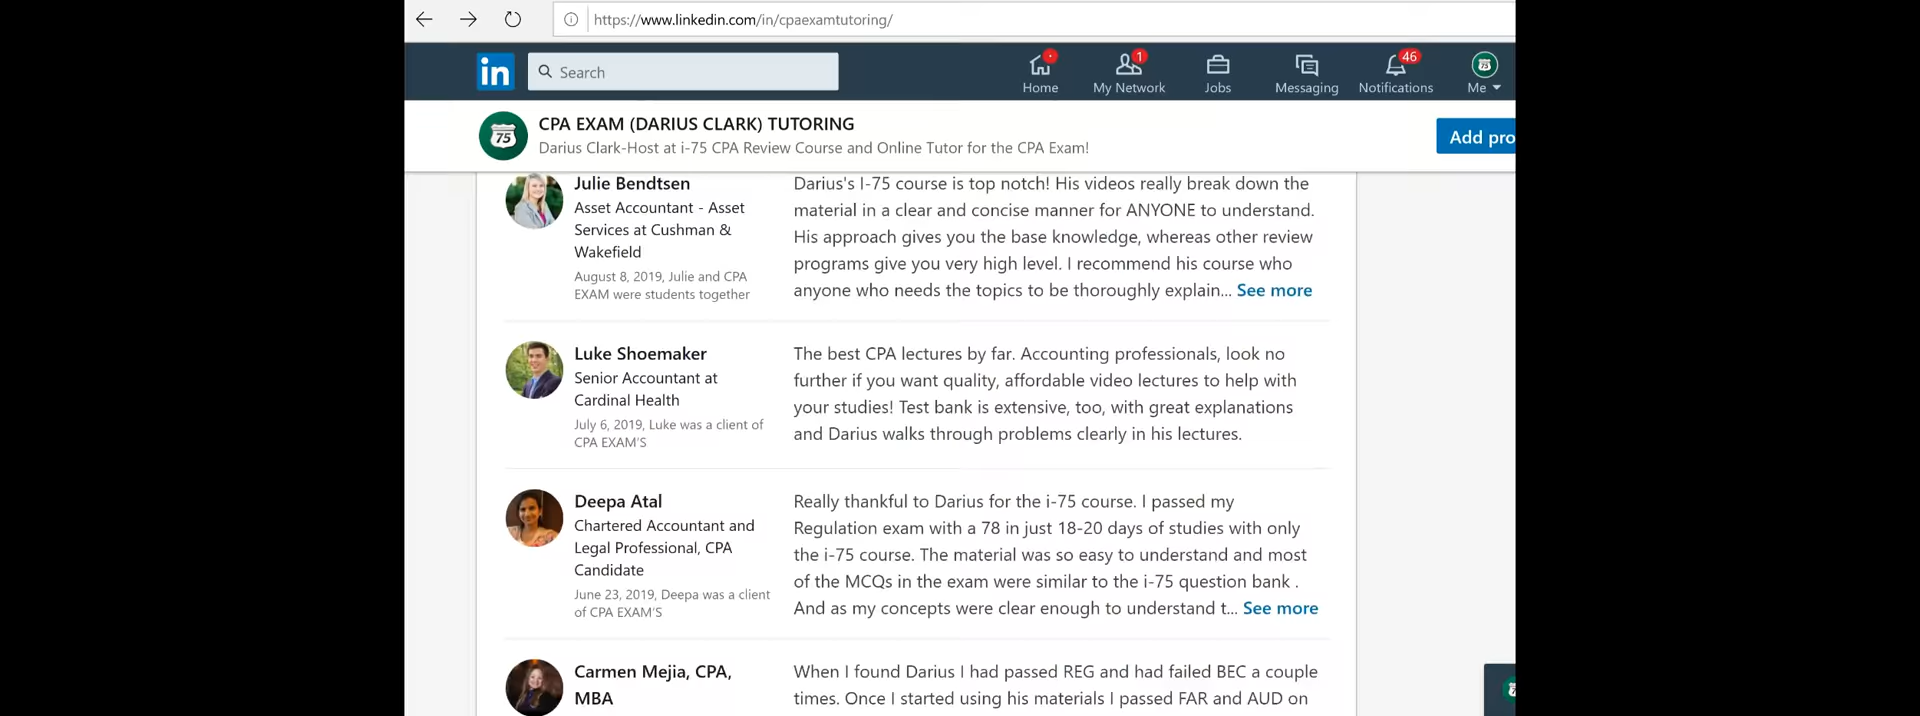 https://www.linkedin.com/in/cpaexamtutoring/
in
Search
Home
1
My Network
Jobs
Messaging
46
Notifications
75
Me
75
CPA EXAM (DARIUS CLARK) TUTORING
Darius Clark-Host at i-75 CPA Review Course and Online Tutor for the CPA Exam!
Add pro
Julie Bendtsen
Asset Accountant - Asset
Services at Cushman &
Wakefield
August 8, 2019, Julie and CPA
EXAM were students together
Darius's I-75 course is top notch! His videos really break down the
material in a clear and concise manner for ANYONE to understand.
His approach gives you the base knowledge, whereas other review
programs give you very high level. I recommend his course who
anyone who needs the topics to be thoroughly explain... See more
Luke Shoemaker
Senior Accountant at
Cardinal Health
July 6, 2019, Luke was a client of
CPA EXAM'S
The best CPA lectures by far. Accounting professionals, look no
further if you want quality, affordable video lectures to help with
your studies! Test bank is extensive, too, with great explanations
and Darius walks through problems clearly in his lectures.
Deepa Atal
Chartered Accountant and
Legal Professional, CPA
Candidate
June 23, 2019, Deepa was a client
of CPA EXAM'S
Really thankful to Darius for the i-75 course. I passed my
Regulation exam with a 78 in just 18-20 days of studies with only
the i-75 course. The material was so easy to understand and most
of the MCQs in the exam were similar to the i-75 question bank .
And as my concepts were clear enough to understand t... See more
Carmen Mejia, CPA,
MBA
When I found Darius I had passed REG and had failed BEC a couple
times. Once I started using his materials I passed FAR and AUD on